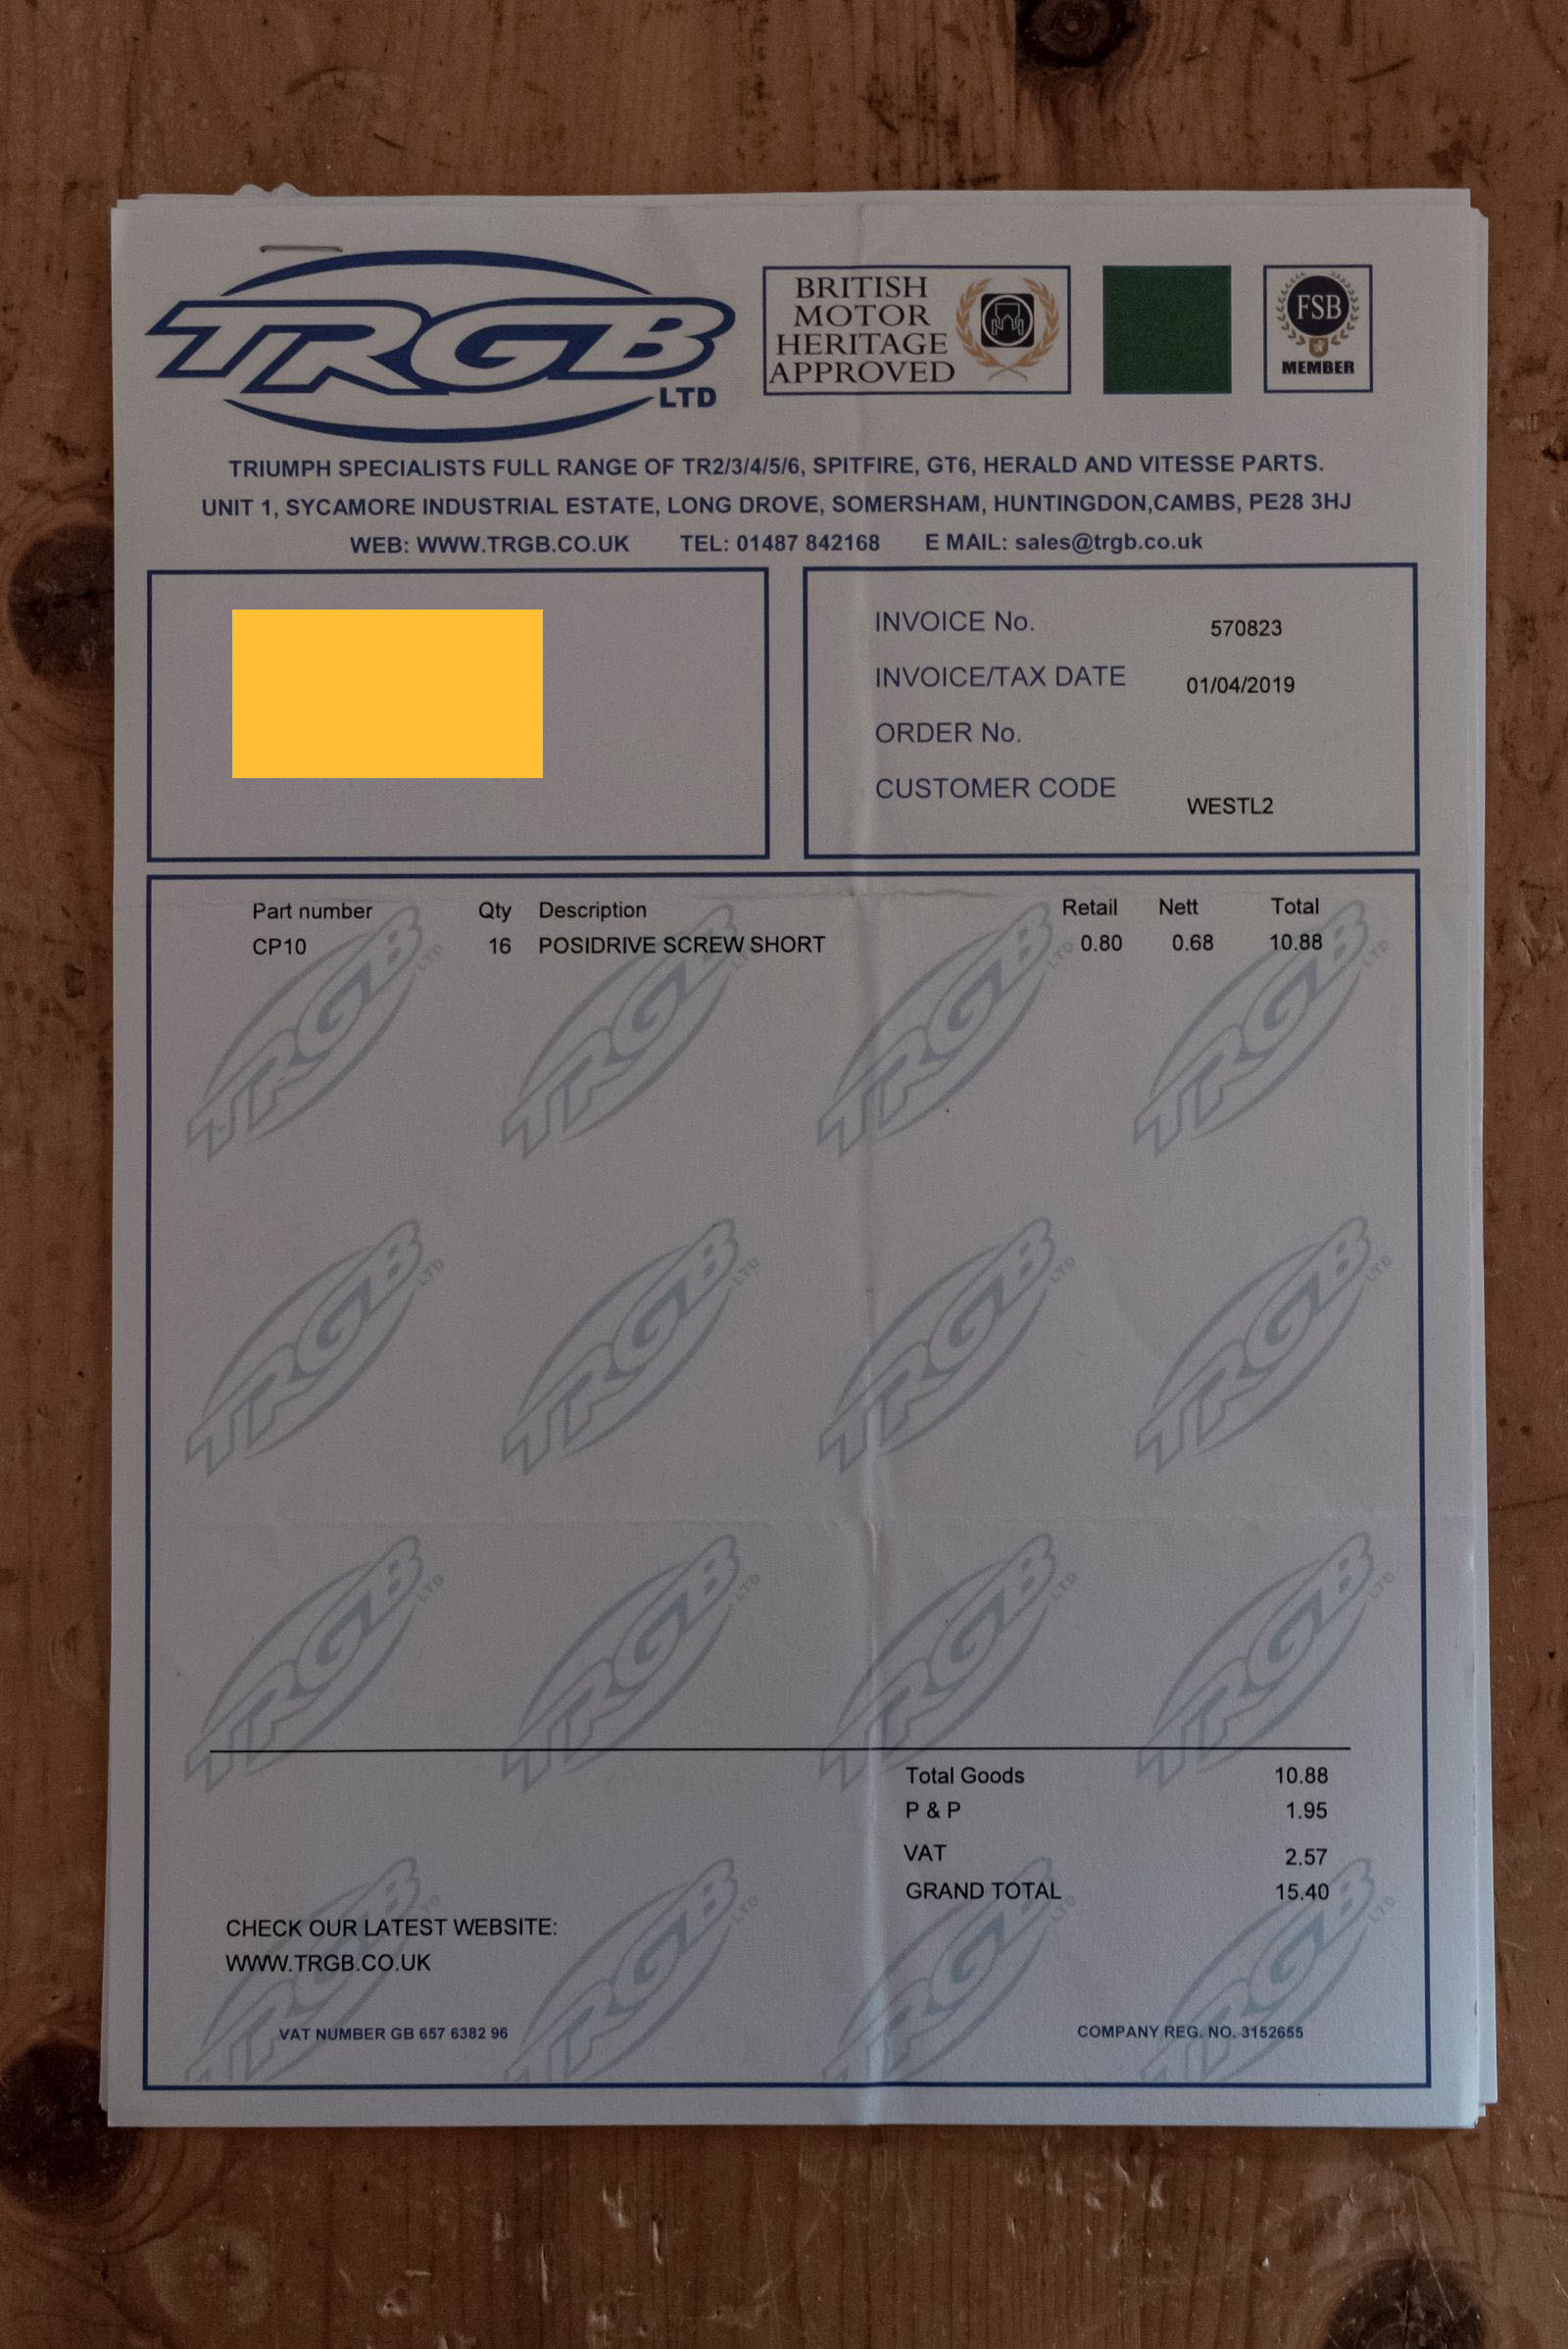 TRGB
LTD
BRITISH
MOTOR
HERITAGE
APPROVED
FSB
MEMBER
TRIUMPH SPECIALISTS FULL RANGE OF TR2/3/4/5/6, SPITFIRE, GT6, HERALD AND VITESSE PARTS.
UNIT 1, SYCAMORE INDUSTRIAL ESTATE, LONG DROVE, SOMERSHAM, HUNTINGDON,CAMBS, PE28 3HJ
WEB: WWW.TRGB.CO.UK TEL: 01487 842168 E MAIL: sales@trgb.co.uk
INVOICE No. 570823
INVOICE/TAX DATE 01/04/2019
ORDER No.
CUSTOMER CODE WESTL2
Part number Qty Description Retail Nett Total
CP10 16 POSIDRIVE SCREW SHORT 0.80 0.68 10.88
Total Goods 10.88
P & P 1.95
VAT 2.57
GRAND TOTAL 15.40
CHECK OUR LATEST WEBSITE:
WWW.TRGB.CO.UK
VAT NUMBER GB 657 6382 96 COMPANY REG. NO. 3152655